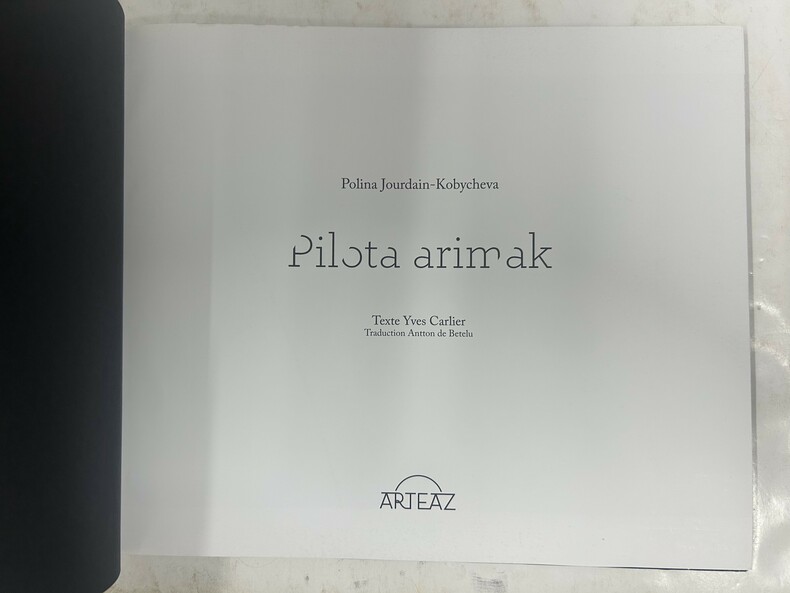 Polina Jourdain-Kobycheva
Pilota arimak
Texte Yves Carlier
Traduction Antton de Betelu
ARTEAZ